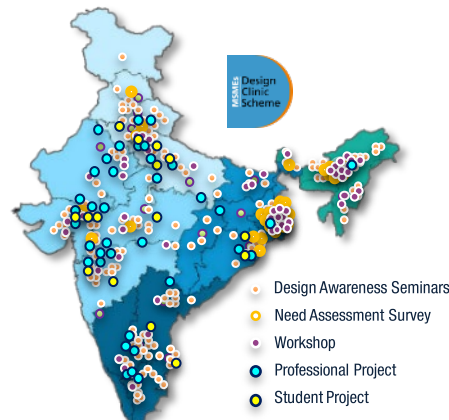 MSMEs
Design
Clinic
Scheme
Design Awareness Seminars
Need Assessment Survey
Workshop
Professional Project
Student Project